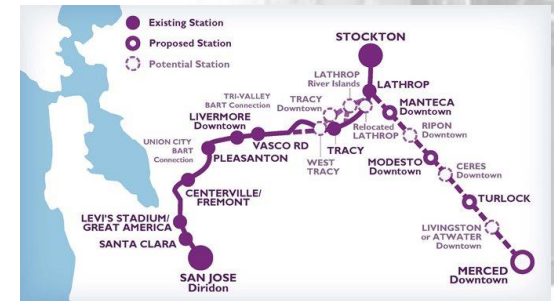 Existing Station
Proposed Station
Potential Station
STOCKTON
LATHROP
River Islands
LATHROP
TRI-VALLEY
BART Connection
TRACY
Downtown
MANTECA
Downtown
LIVERMORE
Downtown
UNION CITY
BART
Connection
VASCO RD
Relocated
LATHROP
RIPON
Downtown
PLEASANTON
WEST
TRACY
TRACY
MODESTO
Downtown
CERES
Downtown
CENTERVILLE/
FREMONT
TURLOCK
LEVI'S STADIUM/
GREAT AMERICA
LIVINGSTON
or ATWATER
Downtown
SANTA CLARA
SAN JOSE
Diridon
MERCED
Downtown